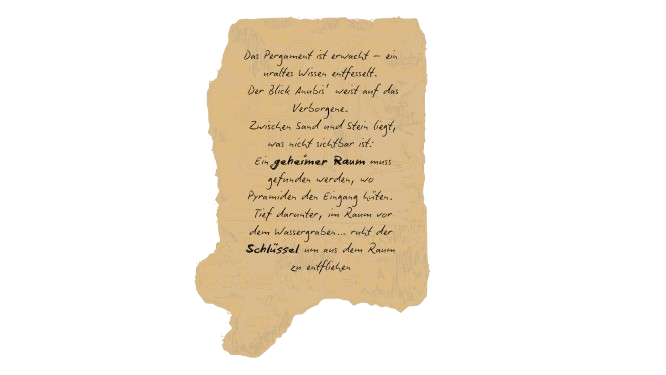 Das Pergament ist erwacht – ein
uraltes Wissen entfesselt.
Der Blick Anubis' weist auf das
Verborgene.
Zwischen Sand und Stein liegt,
was nicht sichtbar ist:
Ein geheimer Raum muss
gefunden werden, wo
Pyramiden den Eingang hüten.
Tief darunter, im Raum vor
dem Wassergraben... ruht der
Schlüssel um aus dem Raum
zu entfliehen